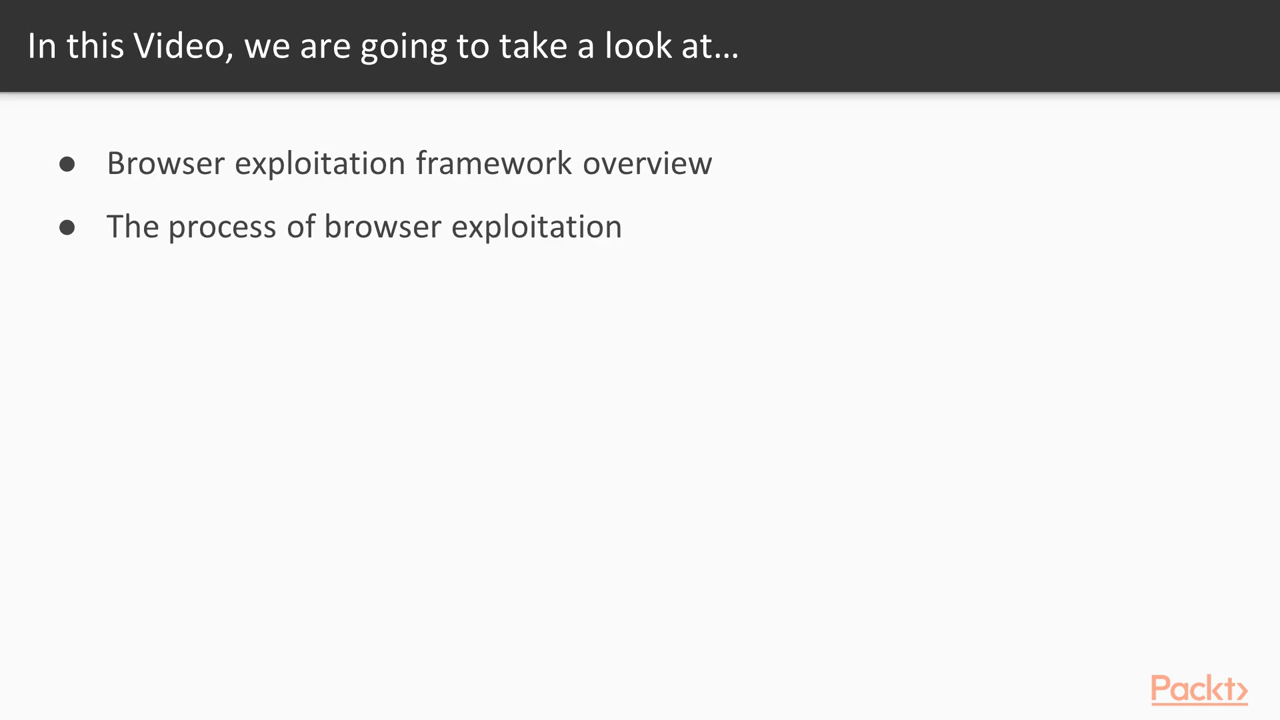 In this Video, we are going to take a look at...
● Browser exploitation framework overview
● The process of browser exploitation
Packt>